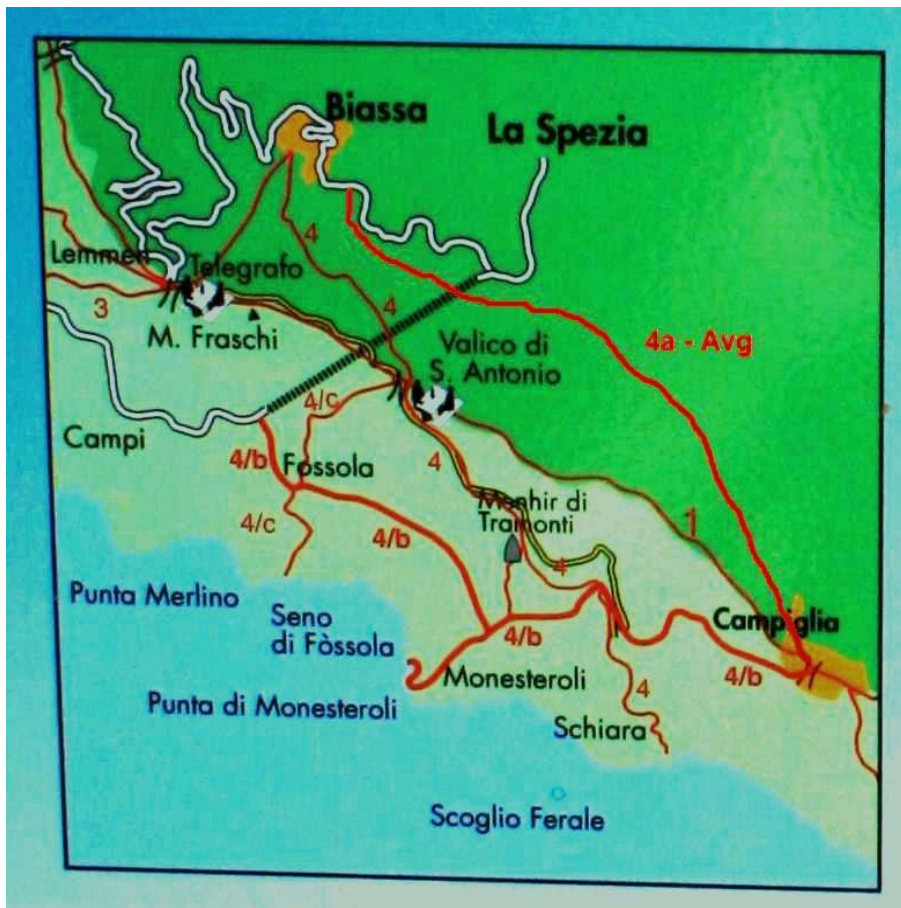 Biassa
La Spezia
4
Lemmen
Telegrafo
3
4
M. Fraschi
Valico di
S. Antonio
4a - Avg
4/c
Campi
4/b
Fossola
4
Menhir di
Tramonti
1
4/c
4/b
4
Punta Merlino
Seno
di Fòssola
Campiglia
4/b
4/b
Monesteroli
4
Punta di Monesteroli
Schiara
Scoglio Ferale